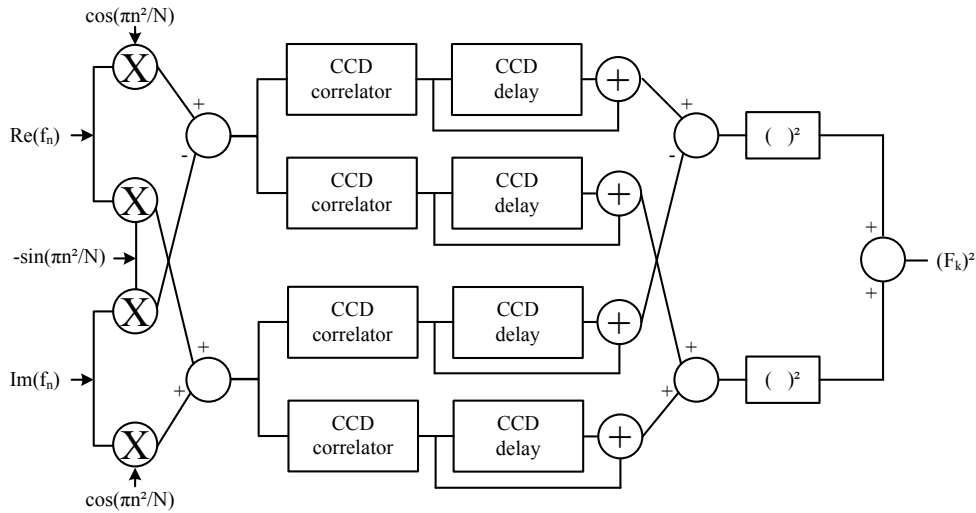 cos(πn²/N)
X
CCD
correlator
CCD
delay
+
+
+
( )²
Re(fₙ)
-
-
CCD
correlator
CCD
delay
+
X
+
-sin(πn²/N)
(Fₖ)²
X
+
CCD
correlator
CCD
delay
+
+
+
Im(fₙ)
+
+
( )²
CCD
correlator
CCD
delay
+
X
cos(πn²/N)